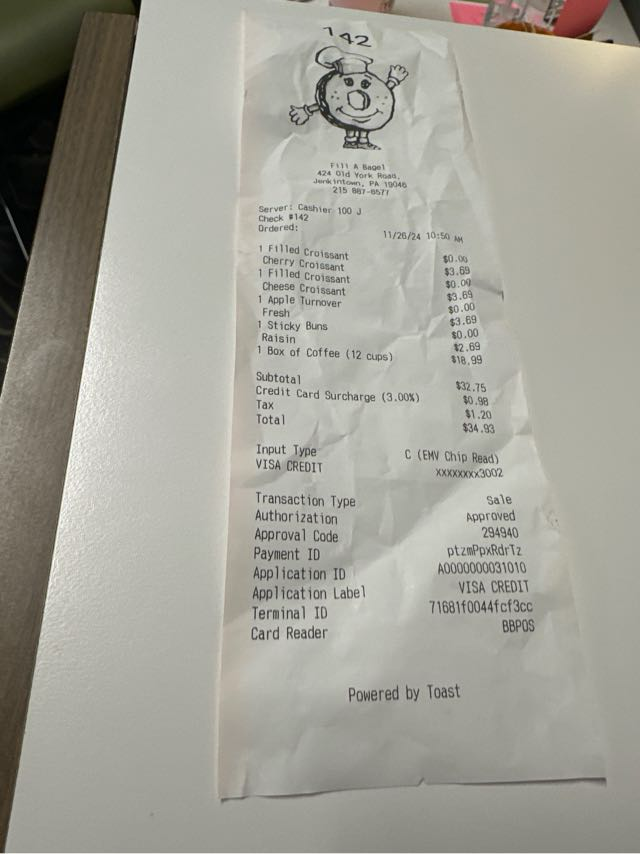 142
Fill A Bagel
424 Old York Road,
Jenkintown, PA 19046
215 887-6577
Server: Cashier 100 J
Check #142
Ordered: 11/26/24 10:50 AM
1 Filled Croissant $0.00
Cherry Croissant $3.69
1 Filled Croissant $0.00
Cheese Croissant $3.69
1 Apple Turnover $0.00
Fresh $3.69
1 Sticky Buns $0.00
Raisin $2.69
1 Box of Coffee (12 cups) $18.99
Subtotal $32.75
Credit Card Surcharge (3.00%) $0.98
Tax $1.20
Total $34.93
Input Type C (EMV Chip Read)
VISA CREDIT xxxxxxxx3002
Transaction Type Sale
Authorization Approved
Approval Code 294940
Payment ID ptzmPpxRdrTz
Application ID A0000000031010
Application Label VISA CREDIT
Terminal ID 71681f0044fcf3cc
Card Reader BBPOS
Powered by Toast